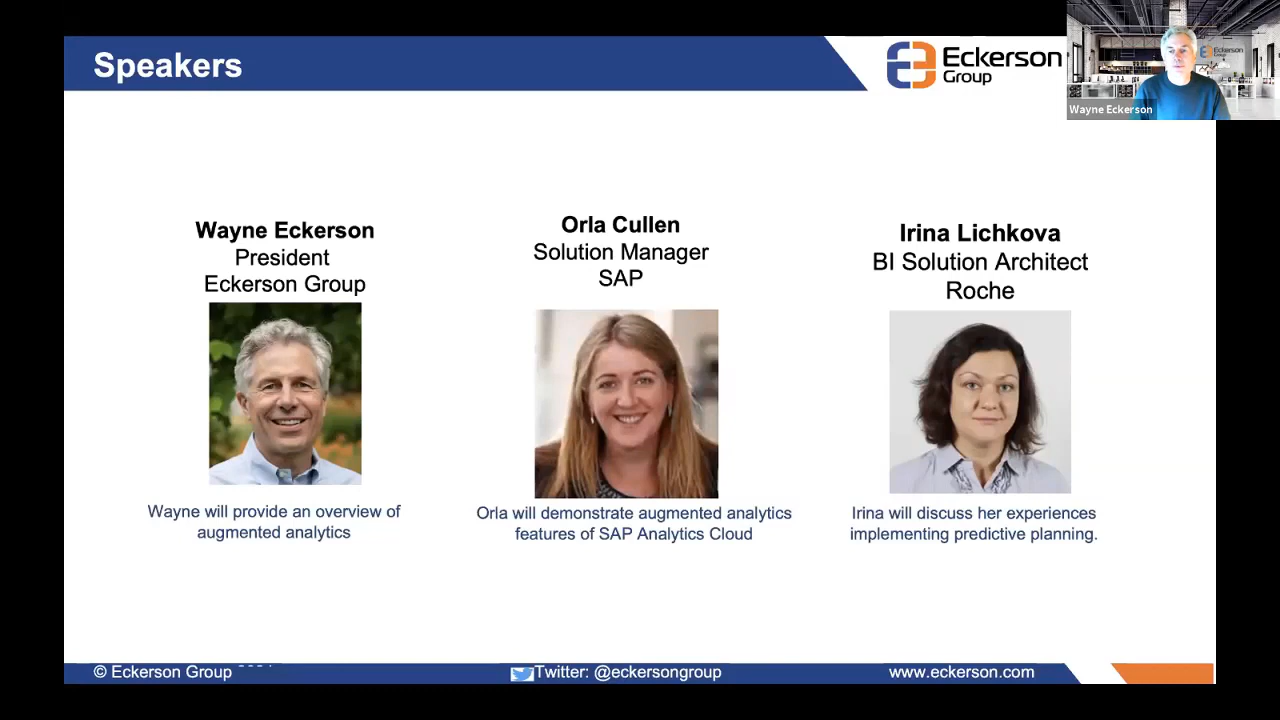 Speakers
Eckerson
Group
Eckerson
Group
Wayne Eckerson
Wayne Eckerson
President
Eckerson Group
Orla Cullen
Solution Manager
SAP
Irina Lichkova
BI Solution Architect
Roche
Wayne will provide an overview of
augmented analytics
Orla will demonstrate augmented analytics
features of SAP Analytics Cloud
Irina will discuss her experiences
implementing predictive planning.
© Eckerson Group
Twitter: @eckersongroup
www.eckerson.com